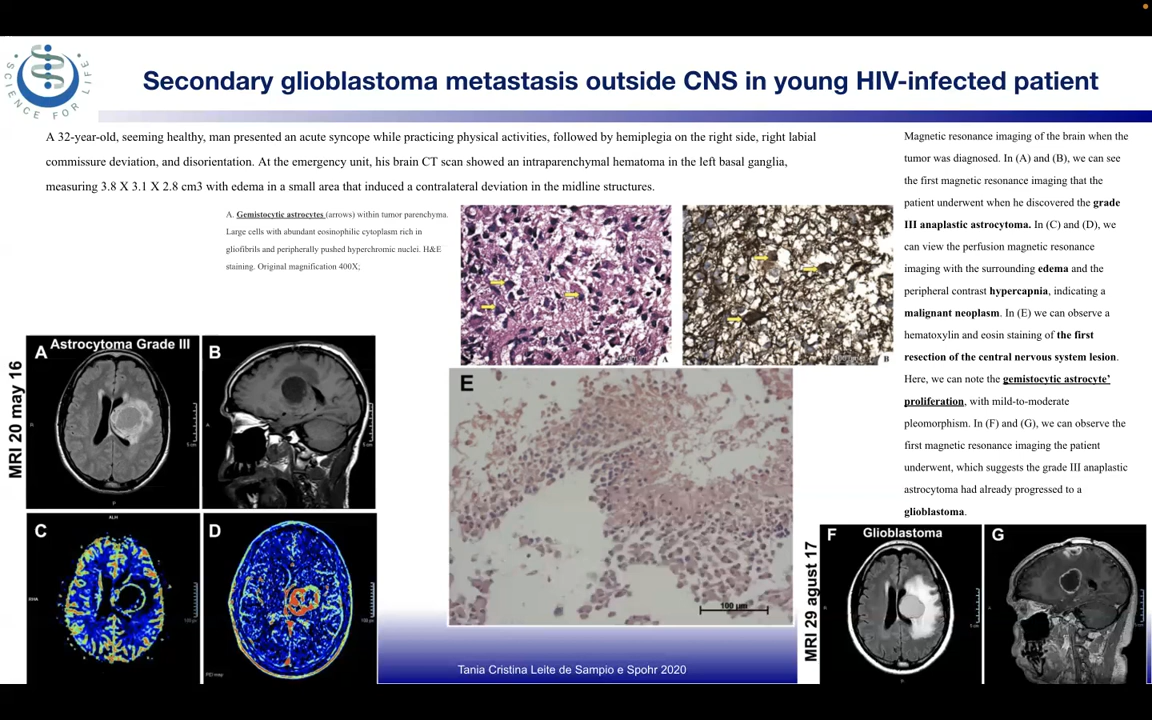 SCIENCE FOR LIFE
Secondary glioblastoma metastasis outside CNS in young HIV-infected patient
A 32-year-old, seeming healthy, man presented an acute syncope while practicing physical activities, followed by hemiplegia on the right side, right labial
commissure deviation, and disorientation. At the emergency unit, his brain CT scan showed an intraparenchymal hematoma in the left basal ganglia,
measuring 3.8 X 3.1 X 2.8 cm3 with edema in a small area that induced a contralateral deviation in the midline structures.
A. Gemistocytic astrocytes (arrows) within tumor parenchyma.
Large cells with abundant eosinophilic cytoplasm rich in
gliofibrils and peripherally pushed hyperchromic nuclei. H&E
staining. Original magnification 400X;
A
B
MRI 20 may 16
A
Astrocytoma Grade III
B
5 cm
5 cm
C
ALH
RHA
D
E
100 µm
Magnetic resonance imaging of the brain when the
tumor was diagnosed. In (A) and (B), we can see
the first magnetic resonance imaging that the
patient underwent when he discovered the grade
III anaplastic astrocytoma. In (C) and (D), we
can view the perfusion magnetic resonance
imaging with the surrounding edema and the
peripheral contrast hypercapnia, indicating a
malignant neoplasm. In (E) we can observe a
hematoxylin and eosin staining of the first
resection of the central nervous system lesion.
Here, we can note the gemistocytic astrocyte’
proliferation, with mild-to-moderate
pleomorphism. In (F) and (G), we can observe the
first magnetic resonance imaging the patient
underwent, which suggests the grade III anaplastic
astrocytoma had already progressed to a
glioblastoma.
MRI 29 agust 17
F
Glioblastoma
G
Tania Cristina Leite de Sampio e Spohr 2020